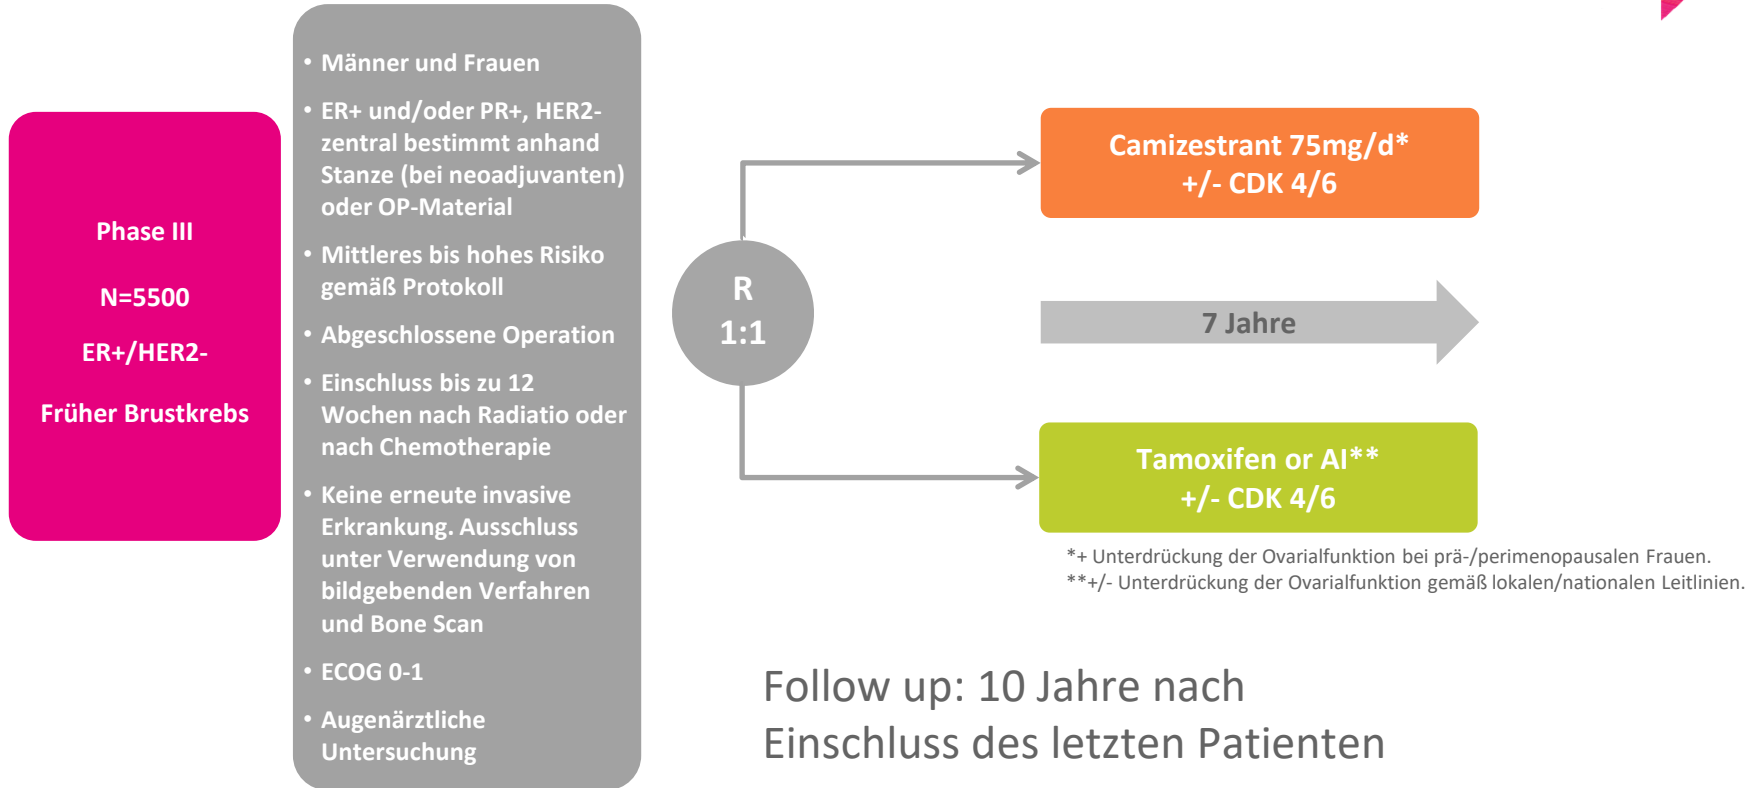 Phase III
N=5500
ER+/HER2-
Früher Brustkrebs
• Männer und Frauen
• ER+ und/oder PR+, HER2-
zentral bestimmt anhand
Stanze (bei neoadjuvanten)
oder OP-Material
• Mittleres bis hohes Risiko
gemäß Protokoll
• Abgeschlossene Operation
• Einschluss bis zu 12
Wochen nach Radiatio oder
nach Chemotherapie
• Keine erneute invasive
Erkrankung. Ausschluss
unter Verwendung von
bildgebenden Verfahren
und Bone Scan
• ECOG 0-1
• Augenärztliche
Untersuchung
R
1:1
Camizestrant 75mg/d*
+/- CDK 4/6
7 Jahre
Tamoxifen or AI**
+/- CDK 4/6
*+ Unterdrückung der Ovarialfunktion bei prä-/perimenopausalen Frauen.
**+/- Unterdrückung der Ovarialfunktion gemäß lokalen/nationalen Leitlinien.
Follow up: 10 Jahre nach
Einschluss des letzten Patienten